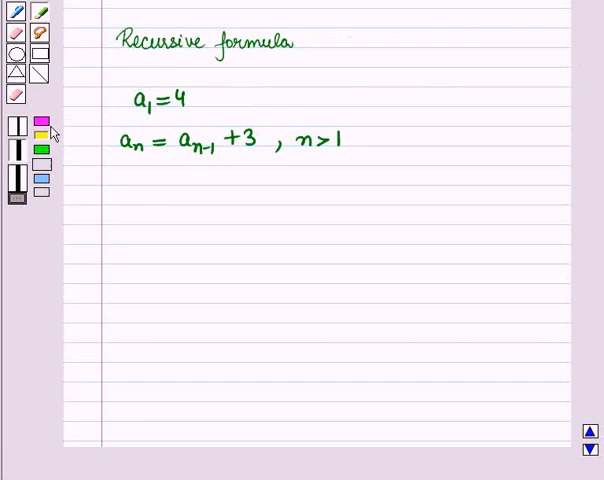 Recursive formula
a₁ = 4
aₙ = aₙ₋₁ + 3 , n > 1